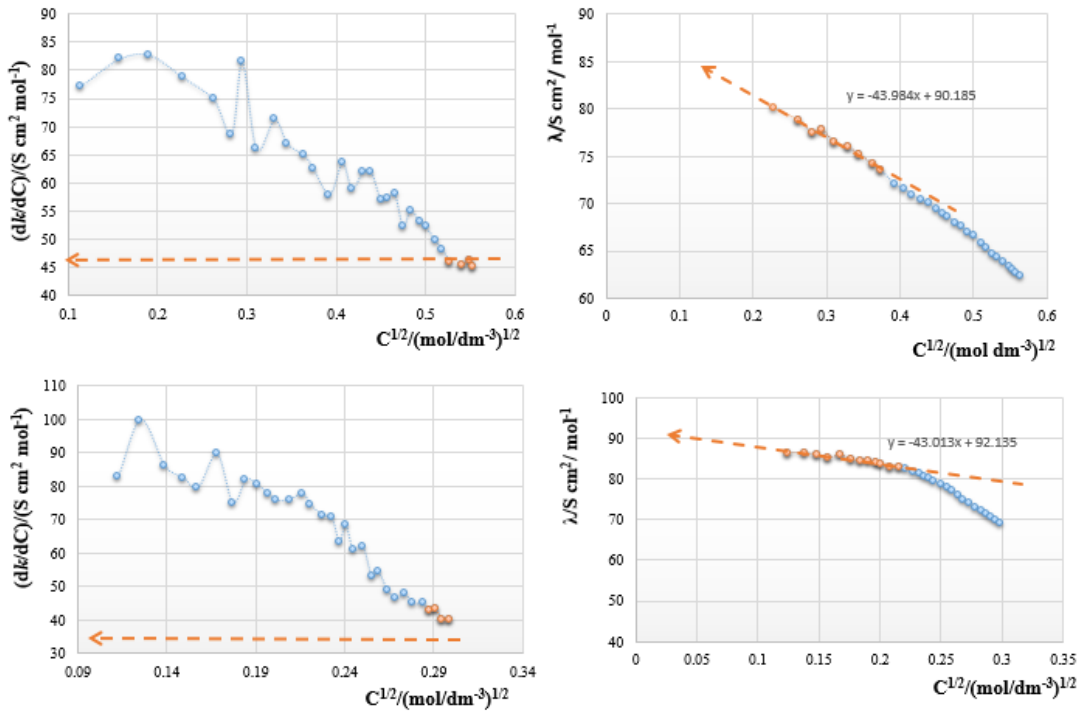 (dk/dC)/(S cm² mol⁻¹)
90
85
80
75
70
65
60
55
50
45
40
0.1 0.2 0.3 0.4 0.5 0.6
C¹/²/(mol/dm⁻³)¹/²
λ/S cm²/ mol⁻¹
90
85
80
75
70
65
60
y = -43.984x + 90.185
0 0.1 0.2 0.3 0.4 0.5 0.6
C¹/²/(mol dm⁻³)¹/²
(dk/dC)/(S cm² mol⁻¹)
110
100
90
80
70
60
50
40
30
0.09 0.14 0.19 0.24 0.29
C¹/²/(mol/dm⁻³)¹/²
λ/S cm²/ mol⁻¹
100
90
80
70
60
50
40
y = -43.013x + 92.135
0 0.05 0.1 0.15 0.2 0.25 0.3 0.35
C¹/²/(mol/dm⁻³)¹/²